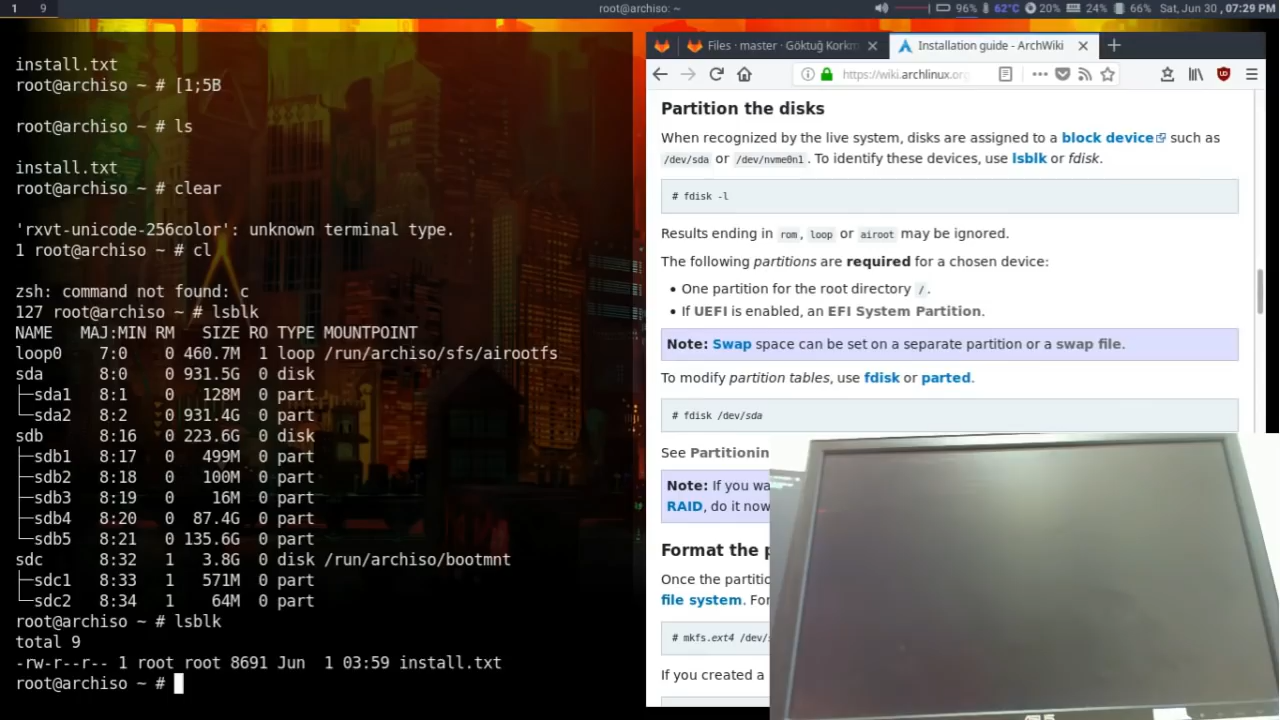 1 9 root@archiso: ~ 96% 62°C 20% 24% 66% Sat, Jun 30 , 07:29 PM
install.txt
root@archiso ~ # [1;5B
root@archiso ~ # ls
install.txt
root@archiso ~ # clear
'rxvt-unicode-256color': unknown terminal type.
1 root@archiso ~ # cl
zsh: command not found: c
127 root@archiso ~ # lsblk
NAME MAJ:MIN RM SIZE RO TYPE MOUNTPOINT
loop0 7:0 0 460.7M 1 loop /run/archiso/sfs/airootfs
sda 8:0 0 931.5G 0 disk
├─sda1 8:1 0 128M 0 part
└─sda2 8:2 0 931.4G 0 part
sdb 8:16 0 223.6G 0 disk
├─sdb1 8:17 0 499M 0 part
├─sdb2 8:18 0 100M 0 part
├─sdb3 8:19 0 16M 0 part
├─sdb4 8:20 0 87.4G 0 part
└─sdb5 8:21 0 135.6G 0 part
sdc 8:32 1 3.8G 0 disk /run/archiso/bootmnt
├─sdc1 8:33 1 571M 0 part
└─sdc2 8:34 1 64M 0 part
root@archiso ~ # lsblk
total 9
-rw-r--r-- 1 root root 8691 Jun 1 03:59 install.txt
root@archiso ~ #
Files · master · Göktuğ Korkm
Installation guide - ArchWiki
https://wiki.archlinux.org
Partition the disks
When recognized by the live system, disks are assigned to a block device such as
/dev/sda or /dev/nvme0n1. To identify these devices, use lsblk or fdisk.
# fdisk -l
Results ending in rom, loop or airoot may be ignored.
The following partitions are required for a chosen device:
• One partition for the root directory /.
• If UEFI is enabled, an EFI System Partition.
Note: Swap space can be set on a separate partition or a swap file.
To modify partition tables, use fdisk or parted.
# fdisk /dev/sda
See Partitionin
Note: If you wa
RAID, do it now
Format the p
Once the partitio
file system. For
# mkfs.ext4 /dev/
If you created a